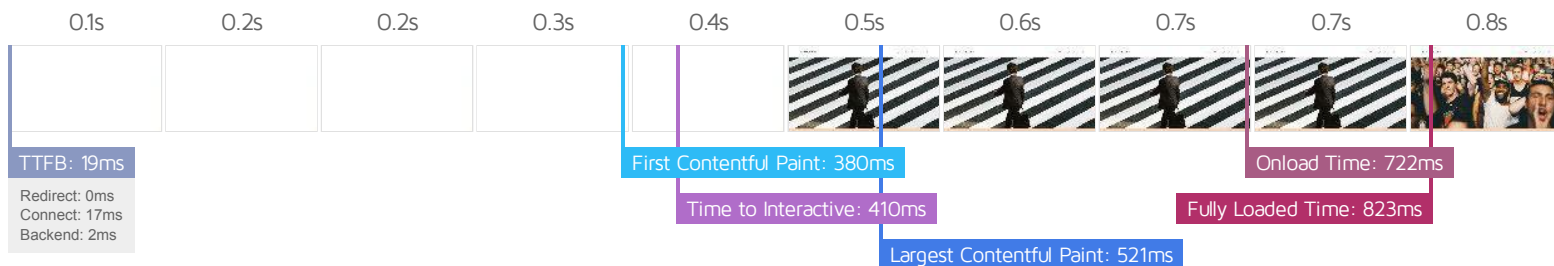 0.1s 0.2s 0.2s 0.3s 0.4s 0.5s 0.6s 0.7s 0.7s 0.8s
TTFB: 19ms
Redirect: 0ms
Connect: 17ms
Backend: 2ms
First Contentful Paint: 380ms
Onload Time: 722ms
Time to Interactive: 410ms
Fully Loaded Time: 823ms
Largest Contentful Paint: 521ms